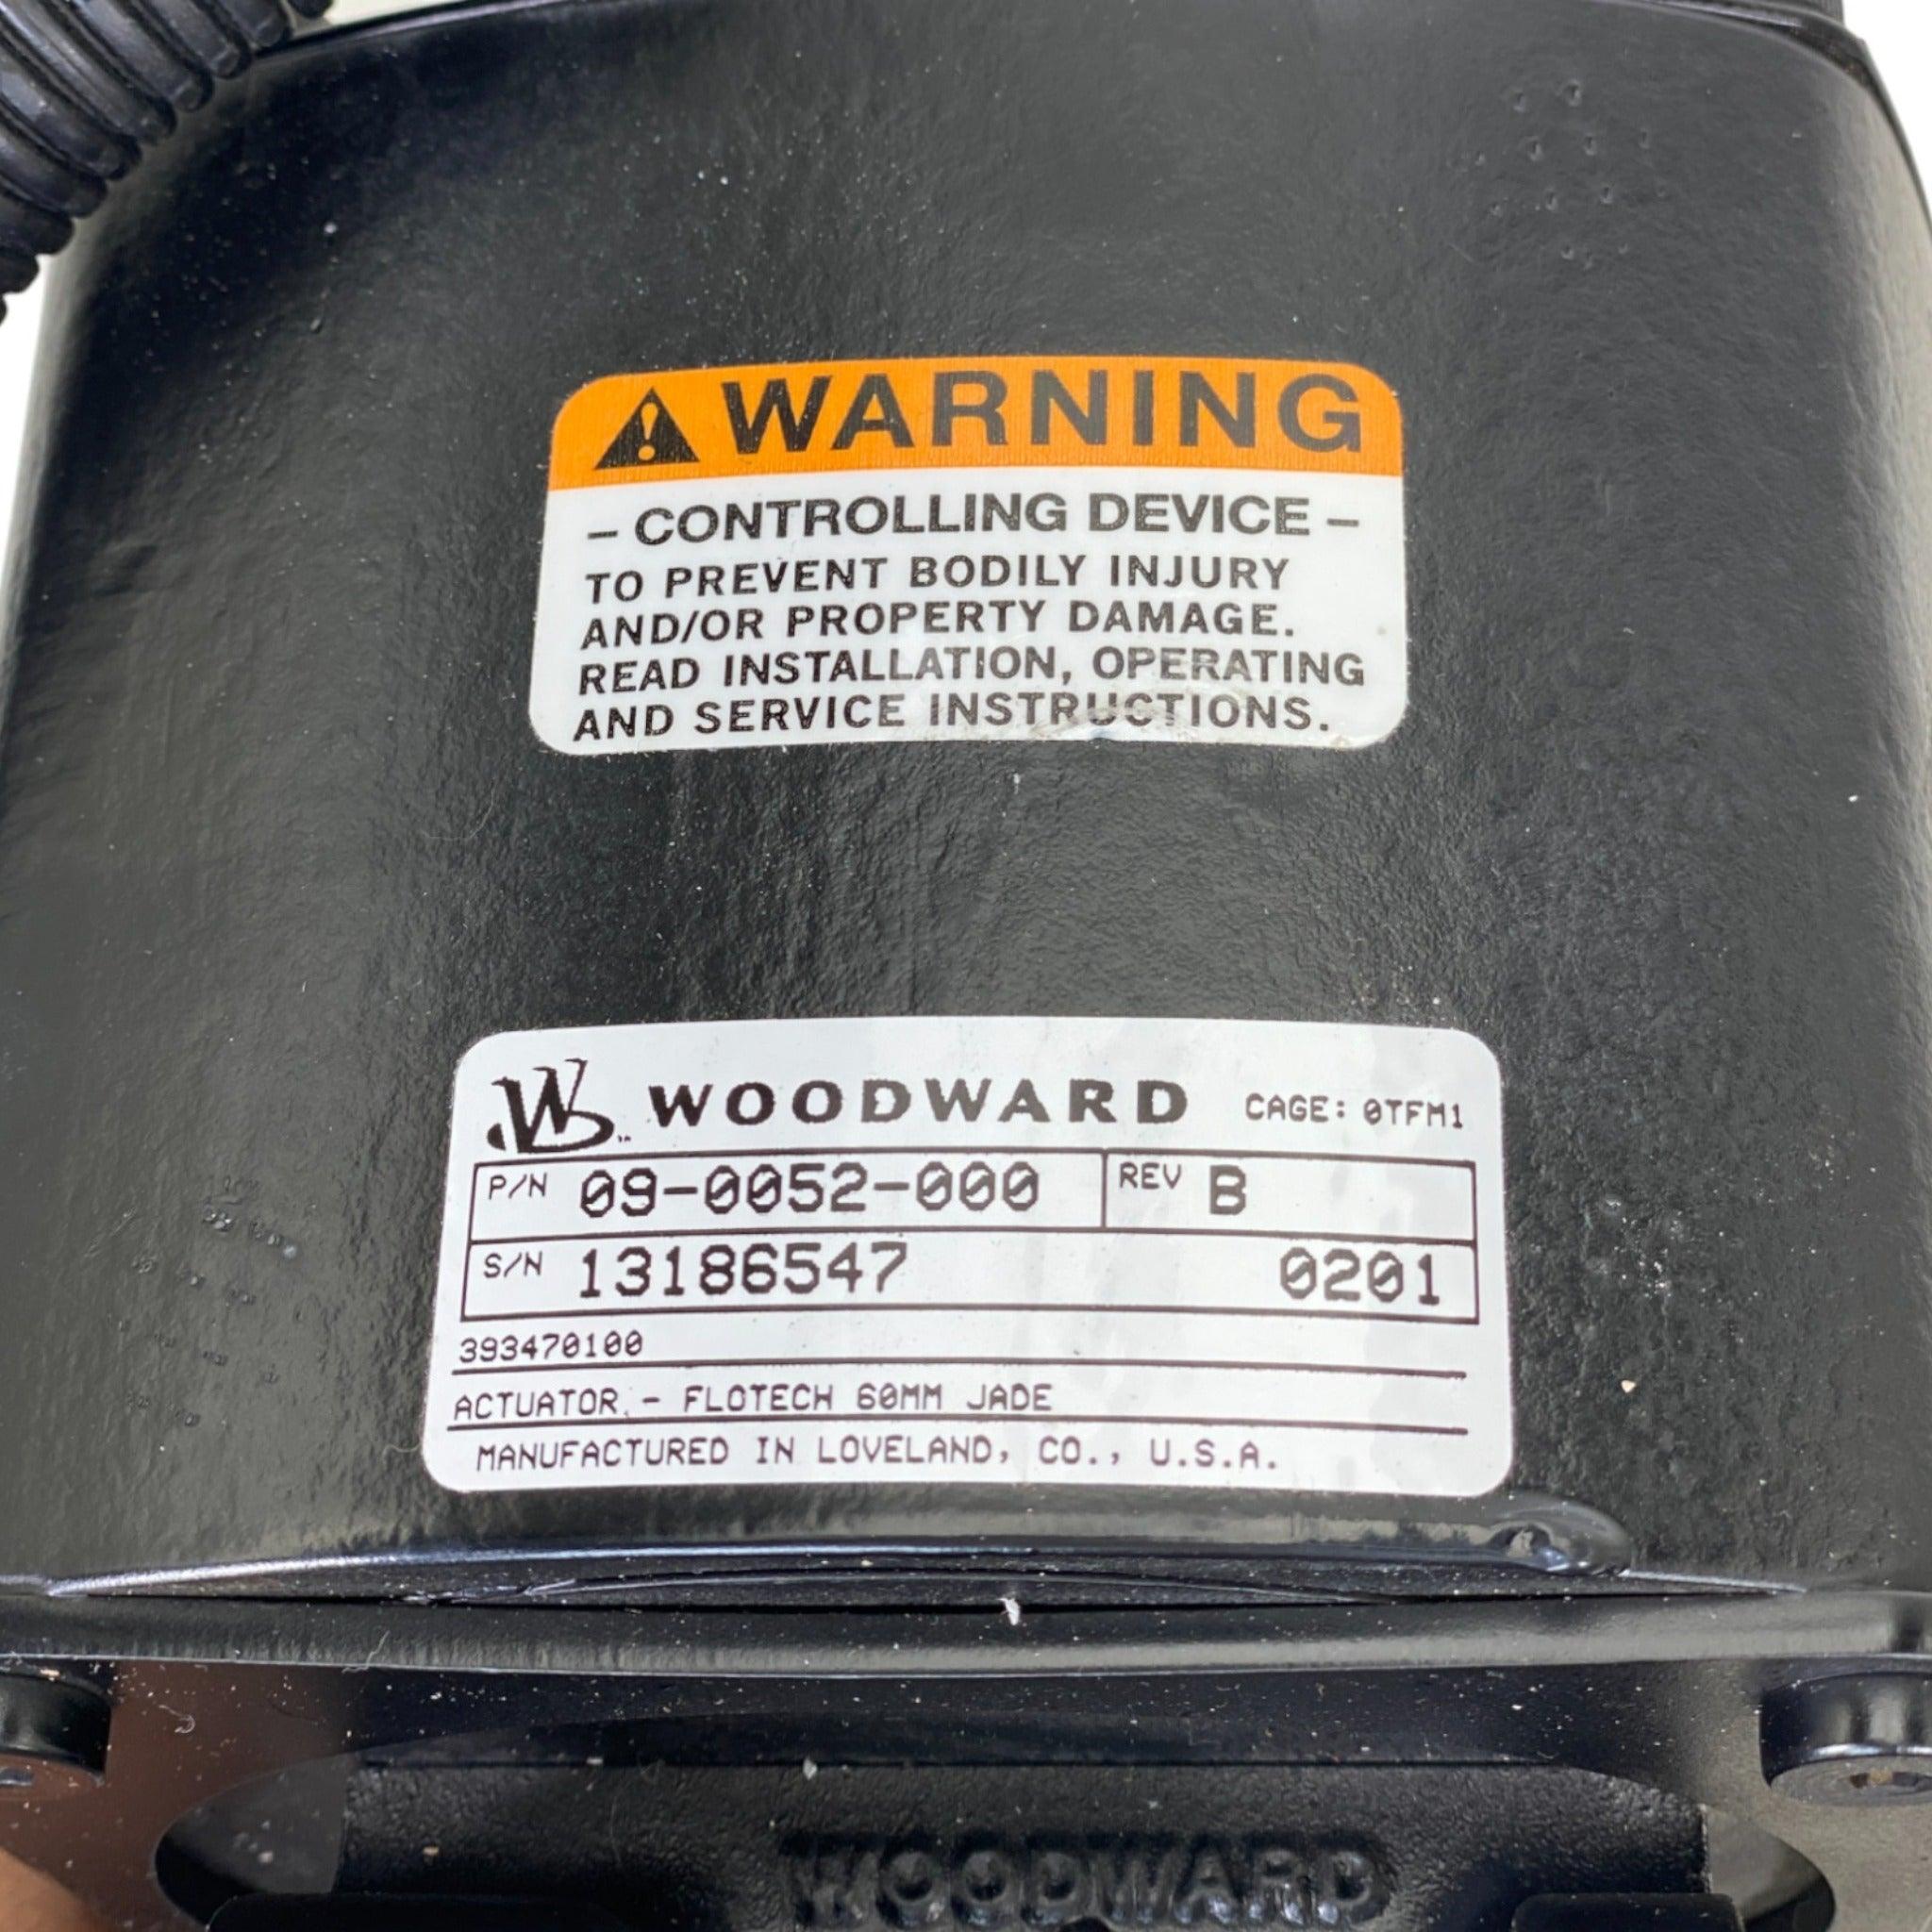 WARNING
- CONTROLLING DEVICE -
TO PREVENT BODILY INJURY
AND/OR PROPERTY DAMAGE.
READ INSTALLATION, OPERATING
AND SERVICE INSTRUCTIONS.
WOODWARD CAGE: 0TFM1
P/N 09-0052-000 REV B
S/N 13186547 0201
393470100
ACTUATOR - FLOTECH 60MM JADE
MANUFACTURED IN LOVELAND, CO., U.S.A.
WOODWARD